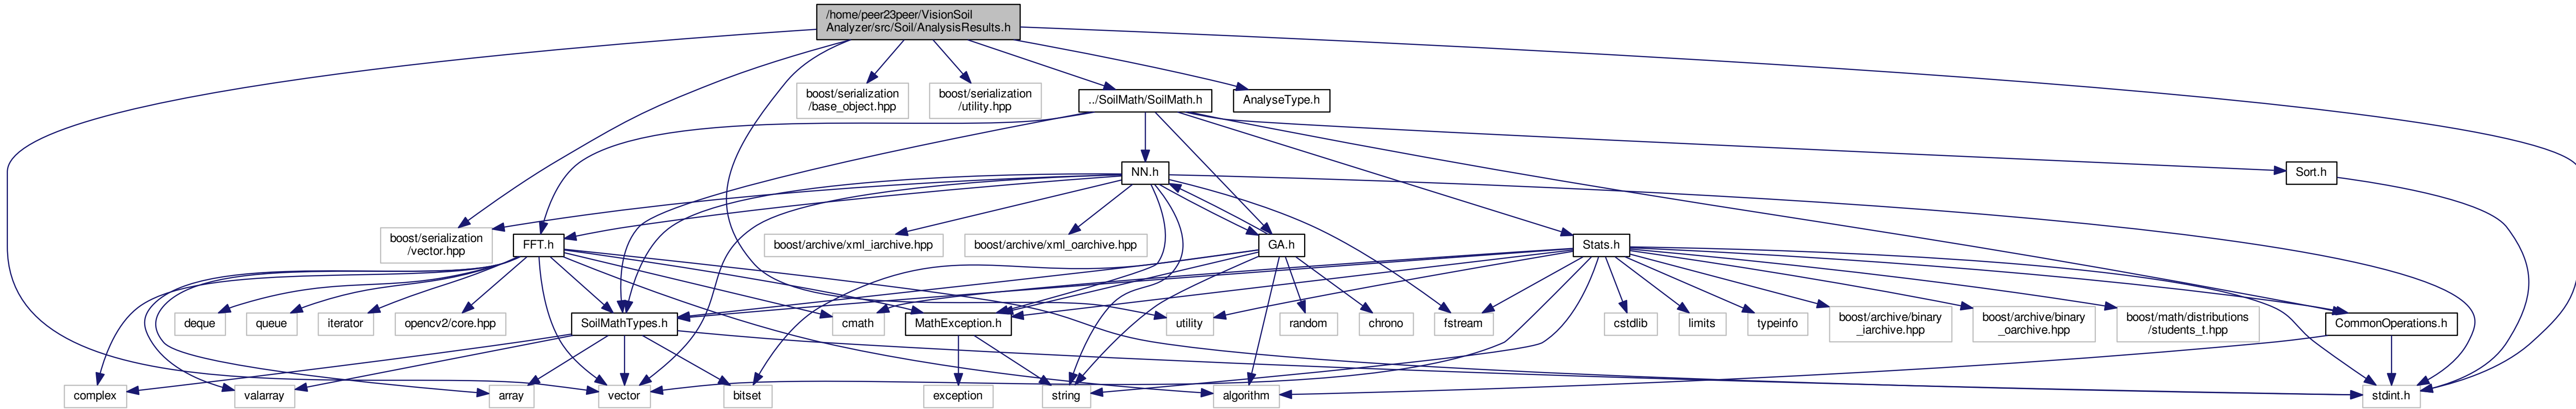 /home/peer23peer/VisionSoil
Analyzer/src/Soil/AnalysisResults.h
boost/serialization
/base_object.hpp
boost/serialization
/utility.hpp
../SoilMath/SoilMath.h
AnalyseType.h
NN.h
Sort.h
boost/serialization
/vector.hpp
FFT.h
boost/archive/xml_iarchive.hpp
boost/archive/xml_oarchive.hpp
GA.h
Stats.h
deque
queue
iterator
opencv2/core.hpp
SoilMathTypes.h
cmath
MathException.h
utility
random
chrono
fstream
cstdlib
limits
typeinfo
boost/archive/binary
_iarchive.hpp
boost/archive/binary
_oarchive.hpp
boost/math/distributions
/students_t.hpp
CommonOperations.h
complex
valarray
array
vector
bitset
exception
string
algorithm
stdint.h